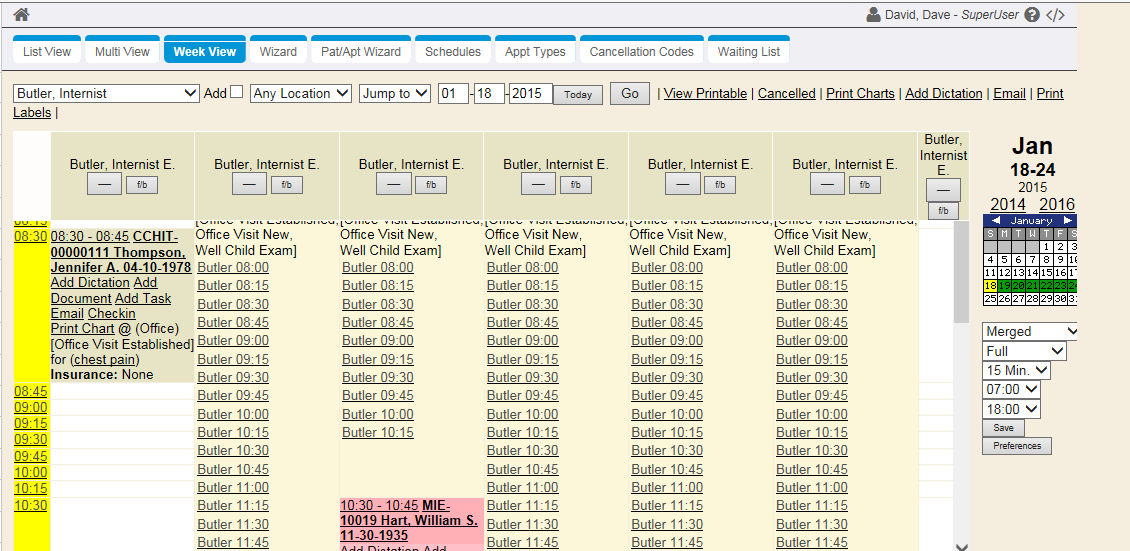 David, Dave - SuperUser
List View
Multi View
Week View
Wizard
Pat/Apt Wizard
Schedules
Appt Types
Cancellation Codes
Waiting List
Butler, Internist Add Any Location Jump to 01 - 18 - 2015 Today Go | View Printable | Cancelled | Print Charts | Add Dictation | Email | Print
Labels |
Butler, Internist E.
— f/b
Butler, Internist E.
— f/b
Butler, Internist E.
— f/b
Butler, Internist E.
— f/b
Butler, Internist E.
— f/b
Butler, Internist E.
— f/b
Butler,
Internist
E.
—
f/b
08:15
08:30
08:45
09:00
09:15
09:30
09:45
10:00
10:15
10:30
08:30 - 08:45 CCHIT-
00000111 Thompson,
Jennifer A. 04-10-1978
Add Dictation Add
Document Add Task
Email Checkin
Print Chart @ (Office)
[Office Visit Established]
for (chest pain)
Insurance: None
[Office Visit Established,
Office Visit New,
Well Child Exam]
Butler 08:00
Butler 08:15
Butler 08:30
Butler 08:45
Butler 09:00
Butler 09:15
Butler 09:30
Butler 09:45
Butler 10:00
Butler 10:15
Butler 10:30
Butler 10:45
Butler 11:00
Butler 11:15
Butler 11:30
Butler 11:45
[Office Visit Established,
Office Visit New,
Well Child Exam]
Butler 08:00
Butler 08:15
Butler 08:30
Butler 08:45
Butler 09:00
Butler 09:15
Butler 09:30
Butler 09:45
Butler 10:00
Butler 10:15
10:30 - 10:45 MIE-
10019 Hart, William S.
11-30-1935
Add Dictation Add
[Office Visit Established,
Office Visit New,
Well Child Exam]
Butler 08:00
Butler 08:15
Butler 08:30
Butler 08:45
Butler 09:00
Butler 09:15
Butler 09:30
Butler 09:45
Butler 10:00
Butler 10:15
Butler 10:30
Butler 10:45
Butler 11:00
Butler 11:15
Butler 11:30
Butler 11:45
[Office Visit Established,
Office Visit New,
Well Child Exam]
Butler 08:00
Butler 08:15
Butler 08:30
Butler 08:45
Butler 09:00
Butler 09:15
Butler 09:30
Butler 09:45
Butler 10:00
Butler 10:15
Butler 10:30
Butler 10:45
Butler 11:00
Butler 11:15
Butler 11:30
Butler 11:45
[Office Visit Established,
Office Visit New,
Well Child Exam]
Butler 08:00
Butler 08:15
Butler 08:30
Butler 08:45
Butler 09:00
Butler 09:15
Butler 09:30
Butler 09:45
Butler 10:00
Butler 10:15
Butler 10:30
Butler 10:45
Butler 11:00
Butler 11:15
Butler 11:30
Butler 11:45
Jan
18-24
2015
2014 2016
January
S M T W T F S
1 2 3
4 5 6 7 8 9
11 12 13 14 15 16
18 19 20 21 22 23 24
25 26 27 28 29 30
Merged
Full
15 Min.
07:00
18:00
Save
Preferences